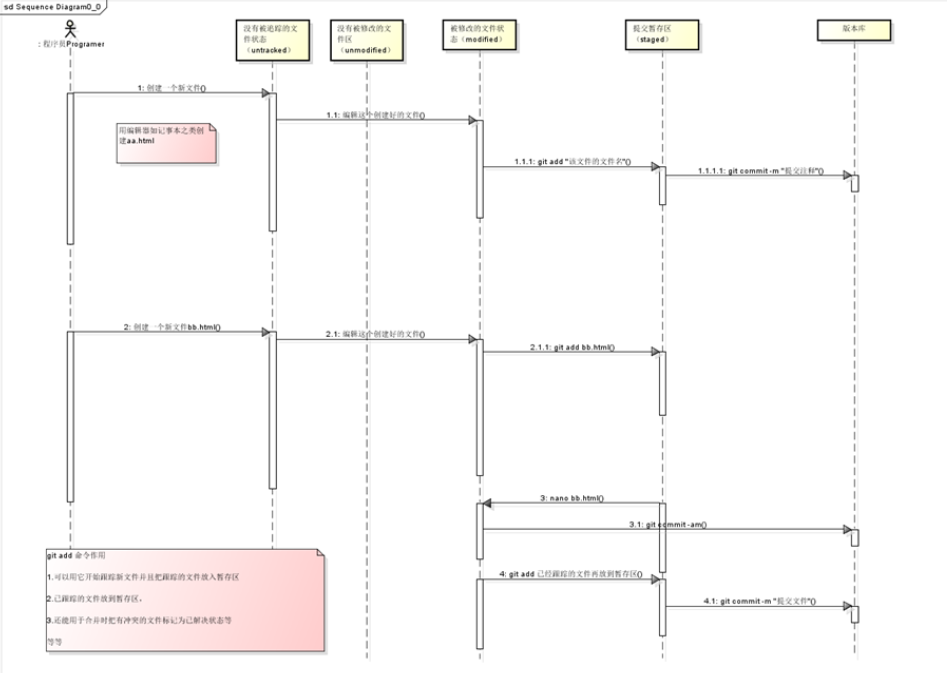 sd Sequence Diagram0_0
: 程序员Programer
没有被追踪的文
件状态
(untracked)
没有被修改的文
件区
(unmodified)
被修改的文件状
态(modified)
提交暂存区
(staged)
版本库
1: 创建一个新文件()
1.1: 编辑这个创建好的文件()
用编辑器如记事本之类创
建aa.html
1.1.1: git add "该文件的文件名"()
1.1.1.1: git commit -m "提交注释"()
2: 创建一个新文件bb.html()
2.1: 编辑这个创建好的文件()
2.1.1: git add bb.html()
3: nano bb.html()
3.1: git commit -am()
4: git add 已经跟踪的文件再放到暂存区()
4.1: git commit -m "提交文件"()
git add 命令作用
1.可以用它开始跟踪新文件并且把跟踪的文件放入暂存区
2.已跟踪的文件放到暂存区，
3.还能用于合并时把有冲突的文件标记为已解决状态等
等等